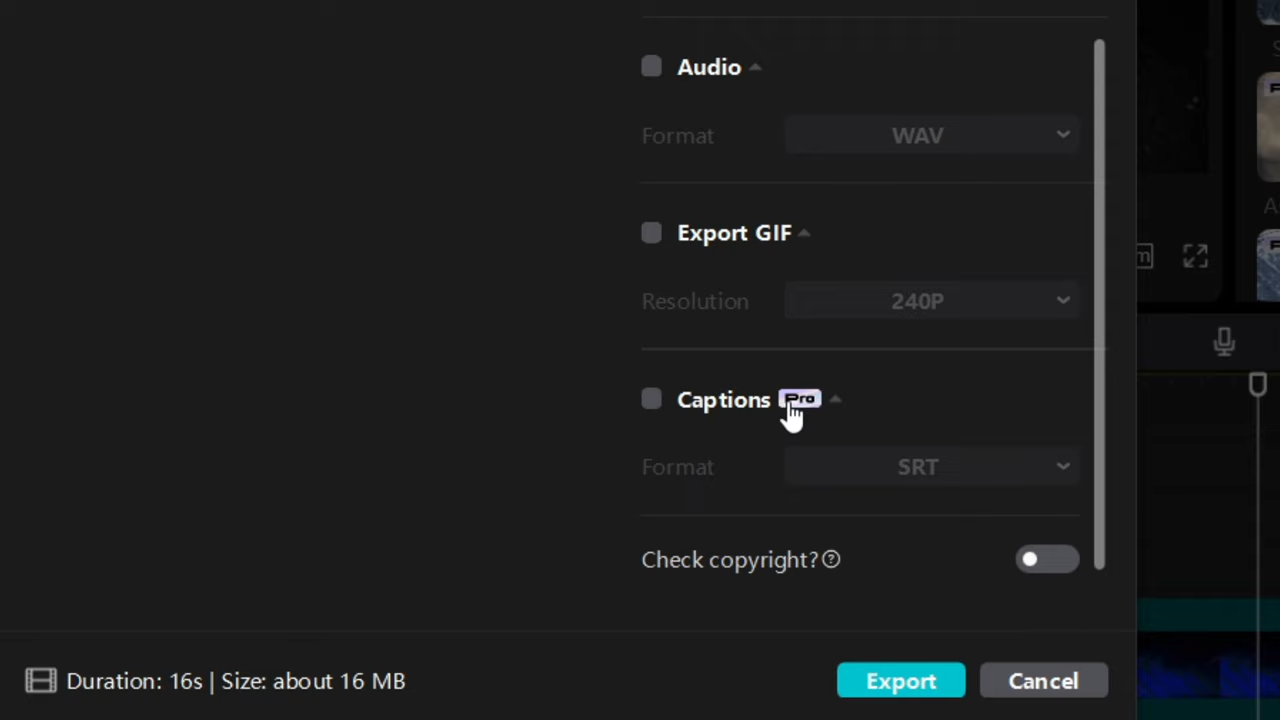 Audio
Format WAV
Export GIF
Resolution 240P
Captions Pro
Format SRT
Check copyright?
Duration: 16s | Size: about 16 MB
Export Cancel